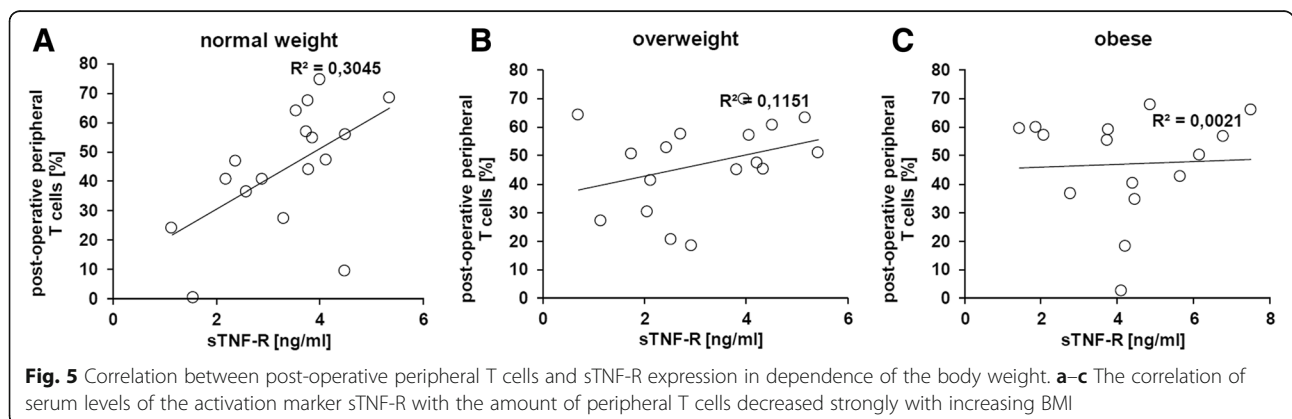 A
normal weight
R² = 0,3045
post-operative peripheral
T cells [%]
80
70
60
50
40
30
20
10
0
0 2 4 6
sTNF-R [ng/ml]
B
overweight
R² = 0,1151
post-operative peripheral
T cells [%]
80
70
60
50
40
30
20
10
0
0 2 4 6
sTNF-R [ng/ml]
C
obese
R² = 0,0021
post-operative peripheral
T cells [%]
80
70
60
50
40
30
20
10
0
0 2 4 6 8
sTNF-R [ng/ml]
Fig. 5 Correlation between post-operative peripheral T cells and sTNF-R expression in dependence of the body weight. a–c The correlation of
serum levels of the activation marker sTNF-R with the amount of peripheral T cells decreased strongly with increasing BMI